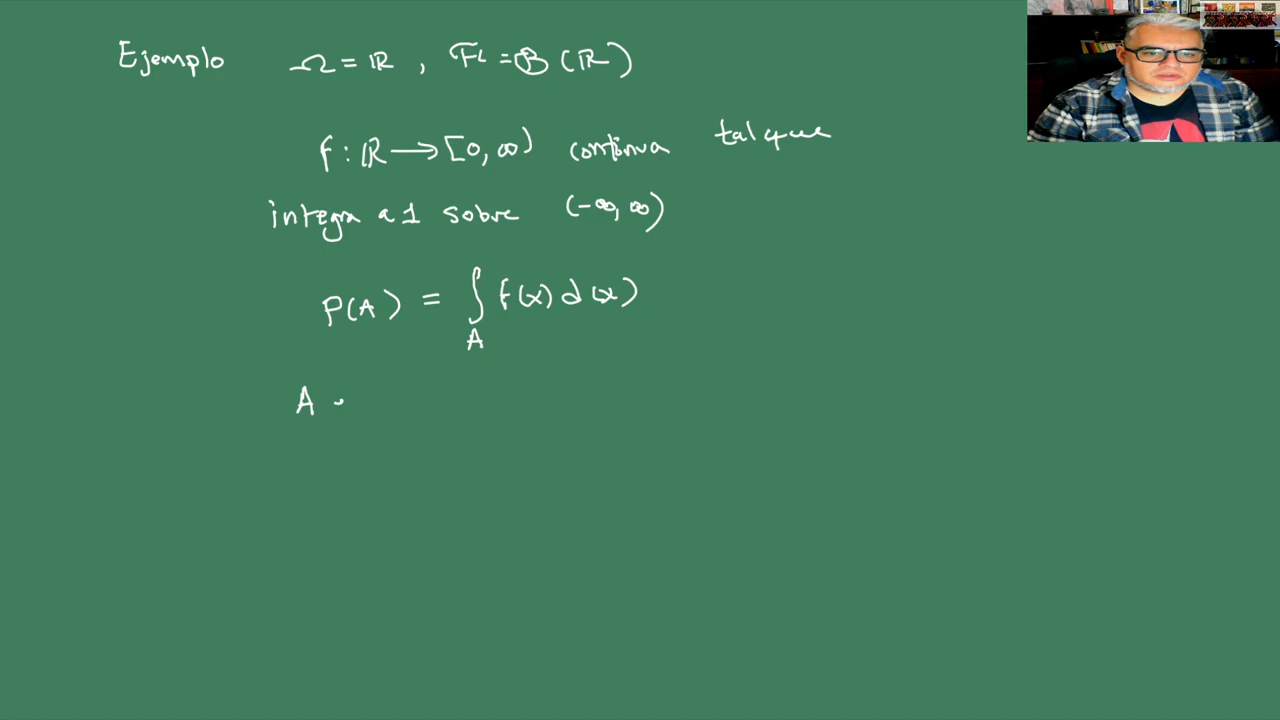 Ejemplo Ω = ℝ , ℱ = ℬ(ℝ)
f : ℝ ⟶ [0, ∞) continua tal que
integra a 1 sobre (-∞, ∞)
P(A) = ∫_A f(x) d(x)
A -